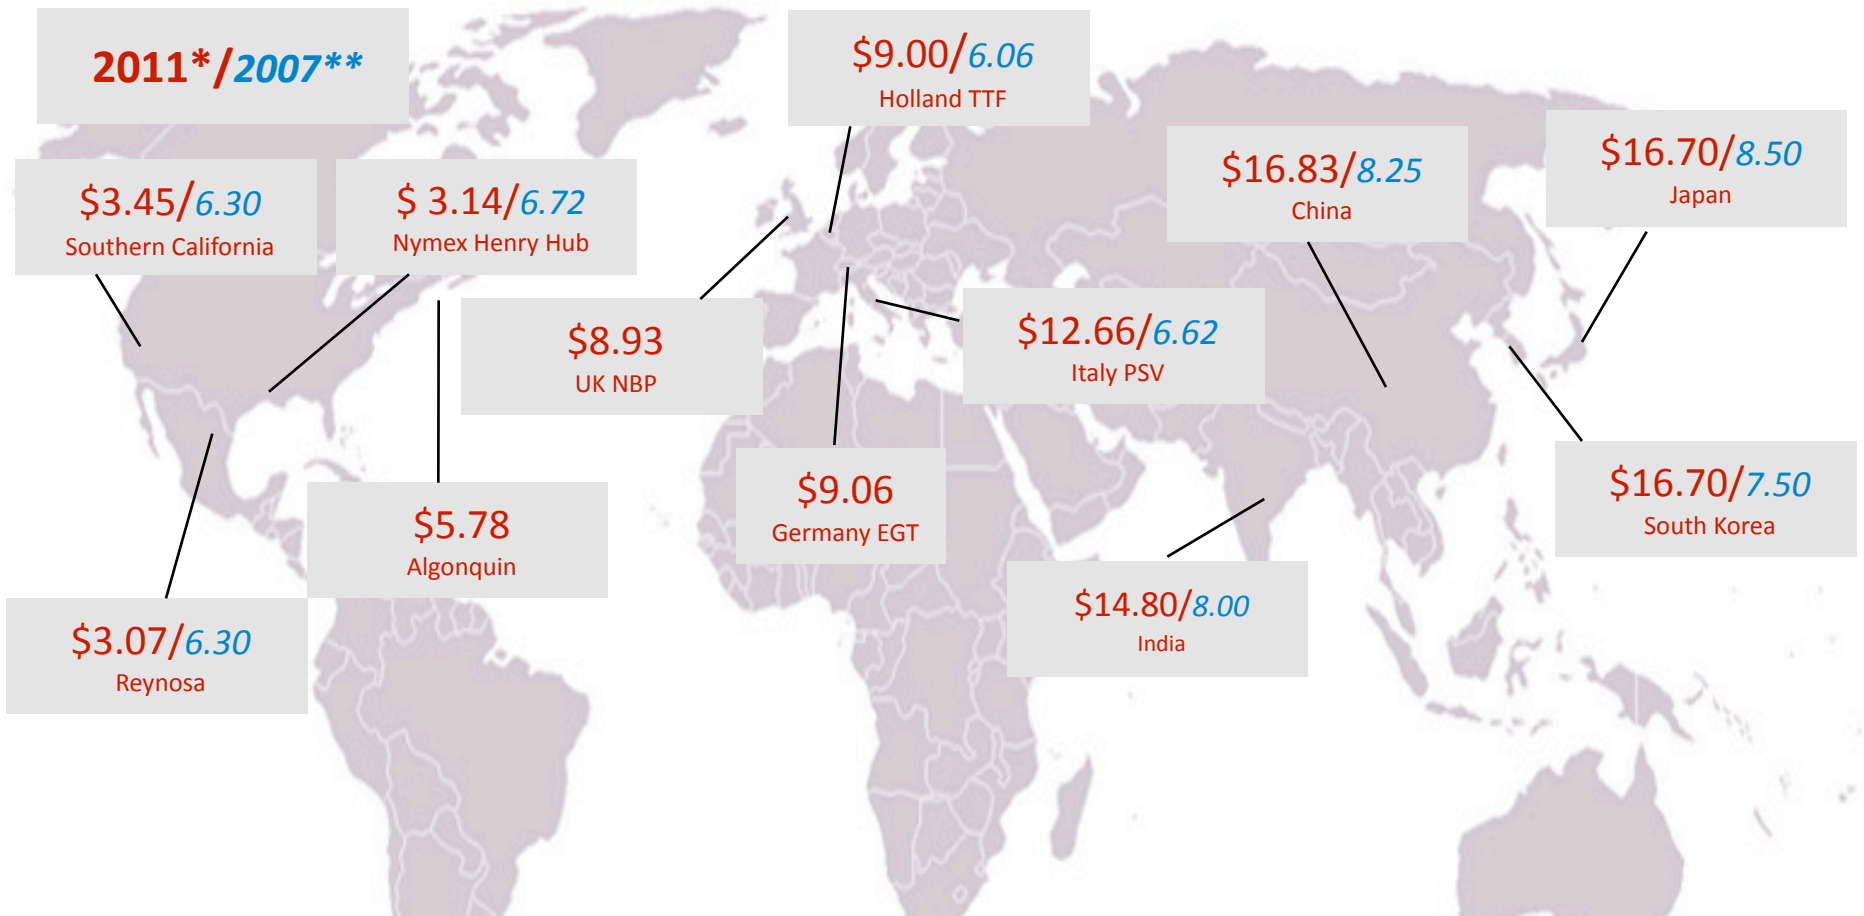 2011*/2007**
$9.00/6.06
Holland TTF
$16.83/8.25
China
$16.70/8.50
Japan
$3.45/6.30
Southern California
$ 3.14/6.72
Nymex Henry Hub
$8.93
UK NBP
$12.66/6.62
Italy PSV
$9.06
Germany EGT
$16.70/7.50
South Korea
$5.78
Algonquin
$14.80/8.00
India
$3.07/6.30
Reynosa